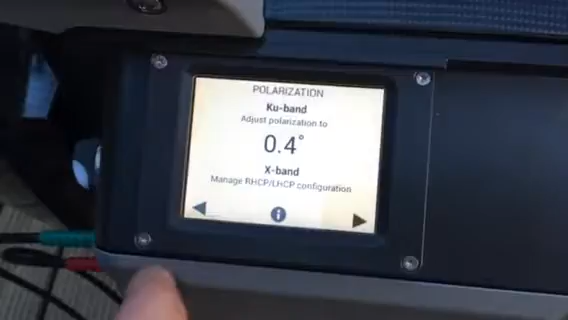 POLARIZATION
Ku-band
Adjust polarization to
0.4°
X-band
Manage RHCP/LHCP configuration
i